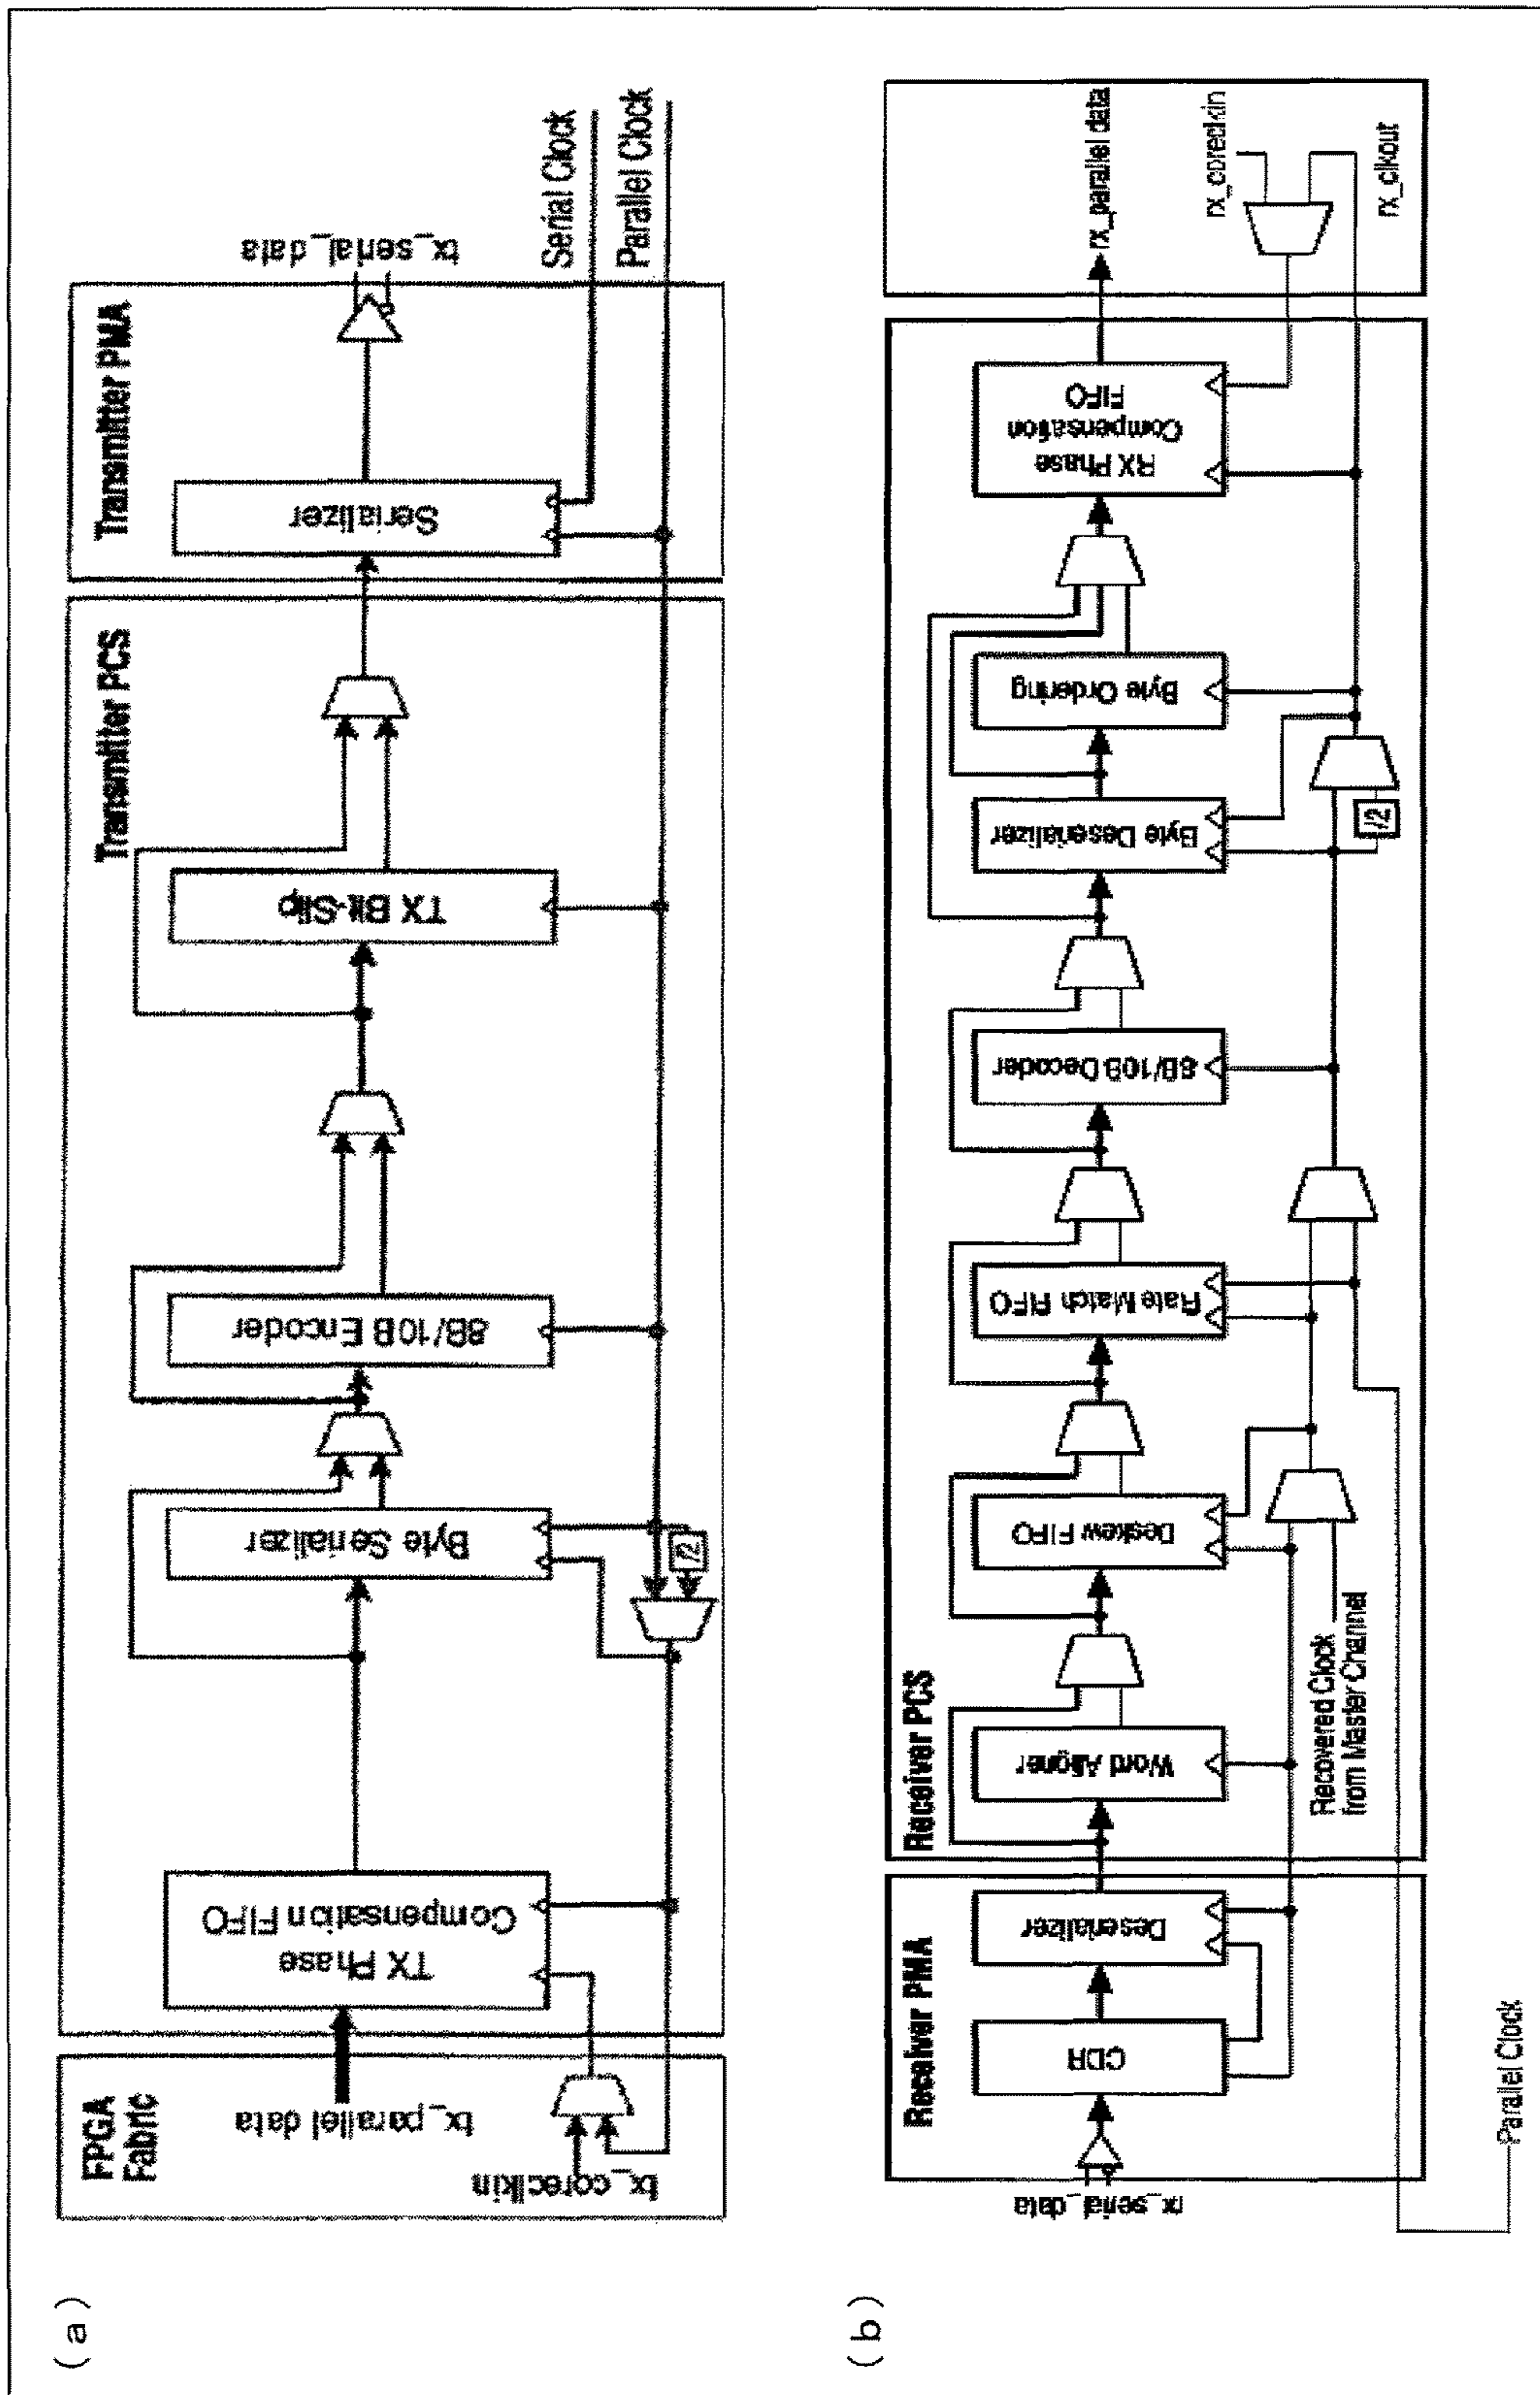 (a)
FPGA
Fabric
tx_parallel data
tx_coreclkin
Transmitter PCS
TX Phase
Compensation FIFO
Byte Serializer
/2
8B/10B Encoder
TX Bit-Slip
Transmitter PMA
Serializer
tx_serial_data
Serial Clock
Parallel Clock
(b)
Receiver PMA
rx_serial_data
CDR
Deserializer
Receiver PCS
Word Aligner
Deskew FIFO
Rate Match FIFO
8B/10B Decoder
Byte Deserializer
Byte Ordering
RX Phase
Compensation
FIFO
Recovered Clock
from Master Channel
/2
rx_parallel data
rx_coreclkin
rx_clkout
Parallel Clock